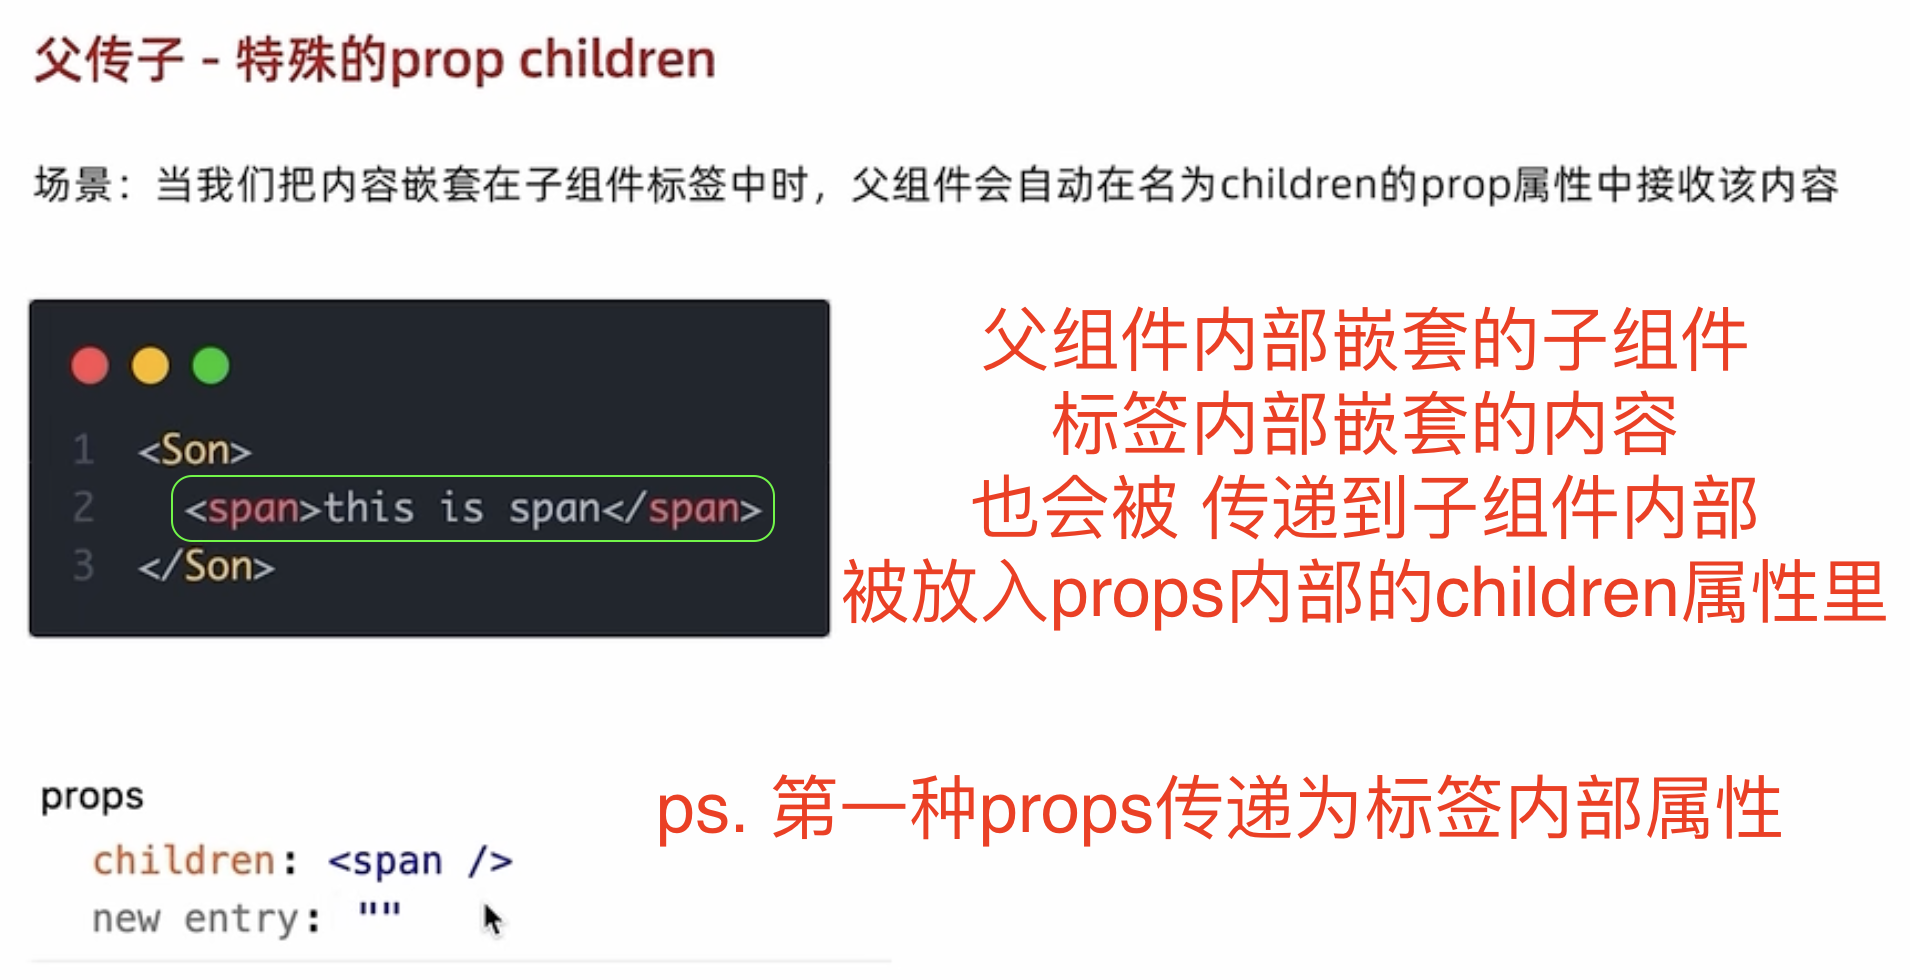 父传子 - 特殊的prop children
场景：当我们把内容嵌套在子组件标签中时，父组件会自动在名为children的prop属性中接收该内容
1 <Son>
2 <span>this is span</span>
3 </Son>
父组件内部嵌套的子组件
标签内部嵌套的内容
也会被 传递到子组件内部
被放入props内部的children属性里
props
children: <span />
new entry: ""
ps. 第一种props传递为标签内部属性